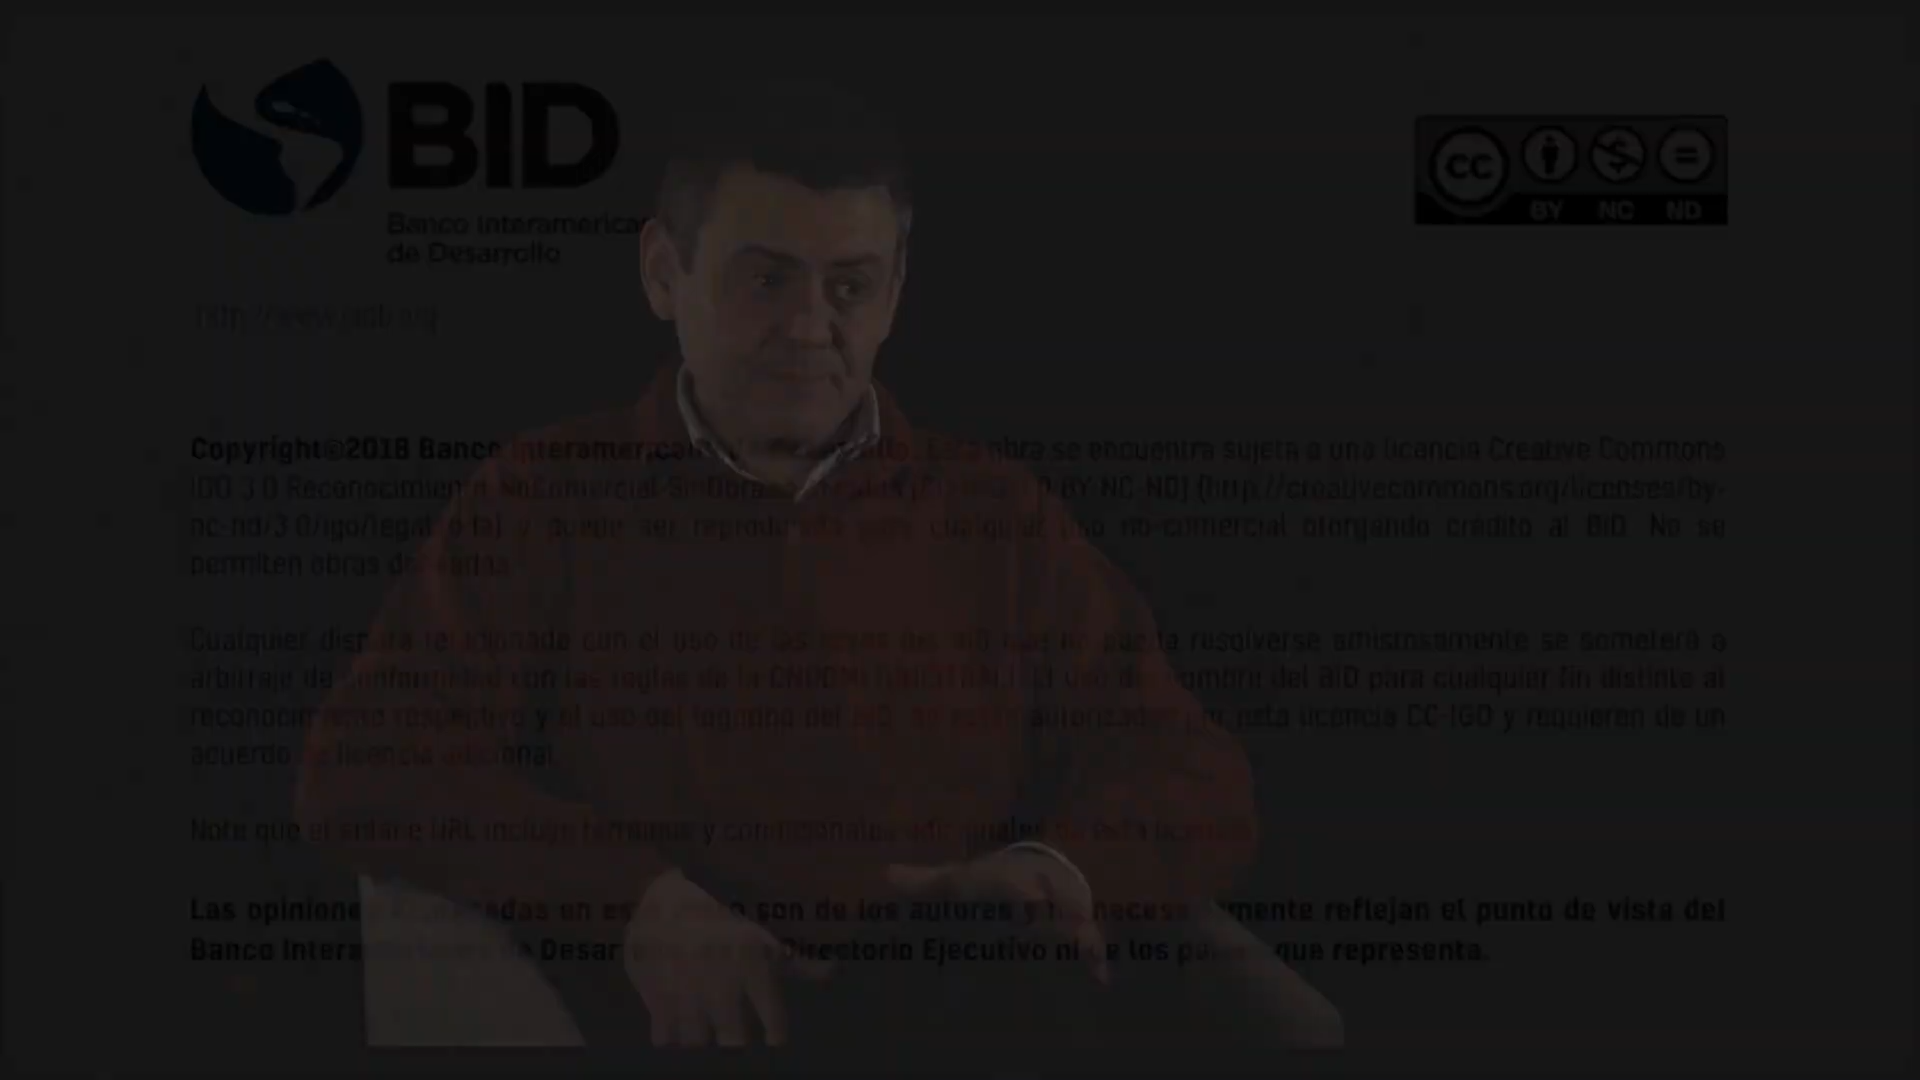 BID
Banco Interamerican
de Desarrollo
CC BY NC ND
http://www.iadb.org
Copyright©2018 Banco Interamericano de Desarrollo. Esta obra se encuentra sujeta a una licencia Creative Commons
IGO 3.0 Reconocimiento-NoComercial-SinObras BY-NC-ND) (http://creativecommons.org/licenses/by-
nc-nd/3.0/igo/legalcode) y puede ser reproducida para cualquier uso no-comercial otorgando crédito al BID. No se
permiten obras derivadas.
Cualquier disputa relacionada con el uso de las obras del BID que no pueda resolverse amistosamente se someterá a
arbitraje de conformidad con las reglas de la CNUDMI (UNCITRAL). El uso del nombre del BID para cualquier fin distinto al
reconocimiento respectivo y el uso del logotipo del BID, no están autorizados por esta licencia CC-IGO y requieren de un
acuerdo de licencia adicional.
Note que el enlace URL incluye términos y condiciones adicionales de esta licencia.
Las opiniones expresadas en este son de los autores y no necesariamente reflejan el punto de vista del
Banco Interamericano de Desarrollo, de su Directorio Ejecutivo ni de los países que representa.